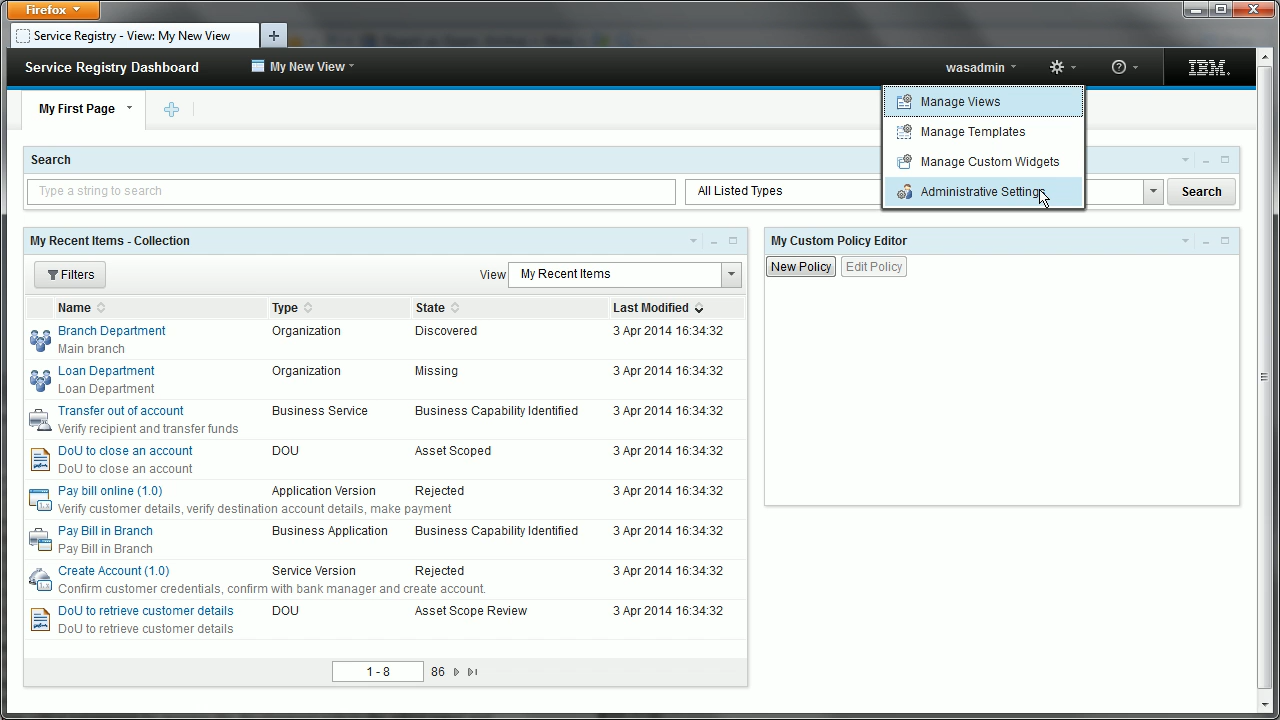 Firefox
Service Registry - View: My New View
Service Registry Dashboard
My New View
wasadmin
IBM.
My First Page
Manage Views
Manage Templates
Manage Custom Widgets
Administrative Settings
Search
Type a string to search
All Listed Types
Search
My Recent Items - Collection
My Custom Policy Editor
Filters
View
My Recent Items
New Policy
Edit Policy
Name Type State Last Modified
Branch Department Organization Discovered 3 Apr 2014 16:34:32
Main branch
Loan Department Organization Missing 3 Apr 2014 16:34:32
Loan Department
Transfer out of account Business Service Business Capability Identified 3 Apr 2014 16:34:32
Verify recipient and transfer funds
DoU to close an account DOU Asset Scoped 3 Apr 2014 16:34:32
DoU to close an account
Pay bill online (1.0) Application Version Rejected 3 Apr 2014 16:34:32
Verify customer details, verify destination account details, make payment
Pay Bill in Branch Business Application Business Capability Identified 3 Apr 2014 16:34:32
Pay Bill in Branch
Create Account (1.0) Service Version Rejected 3 Apr 2014 16:34:32
Confirm customer credentials, confirm with bank manager and create account.
DoU to retrieve customer details DOU Asset Scope Review 3 Apr 2014 16:34:32
DoU to retrieve customer details
1 - 8 86